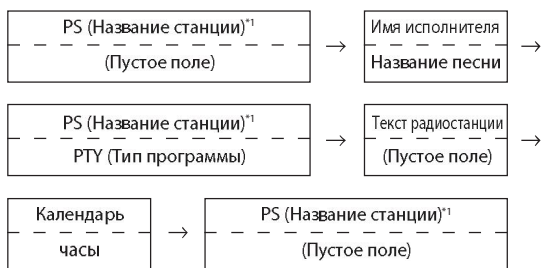 PS (Название станции)*1 → Имя исполнителя →
(Пустое поле) Название песни
PS (Название станции)*1 → Текст радиостанции →
PTY (Тип программы) (Пустое поле)
Календарь → PS (Название станции)*1
часы (Пустое поле)